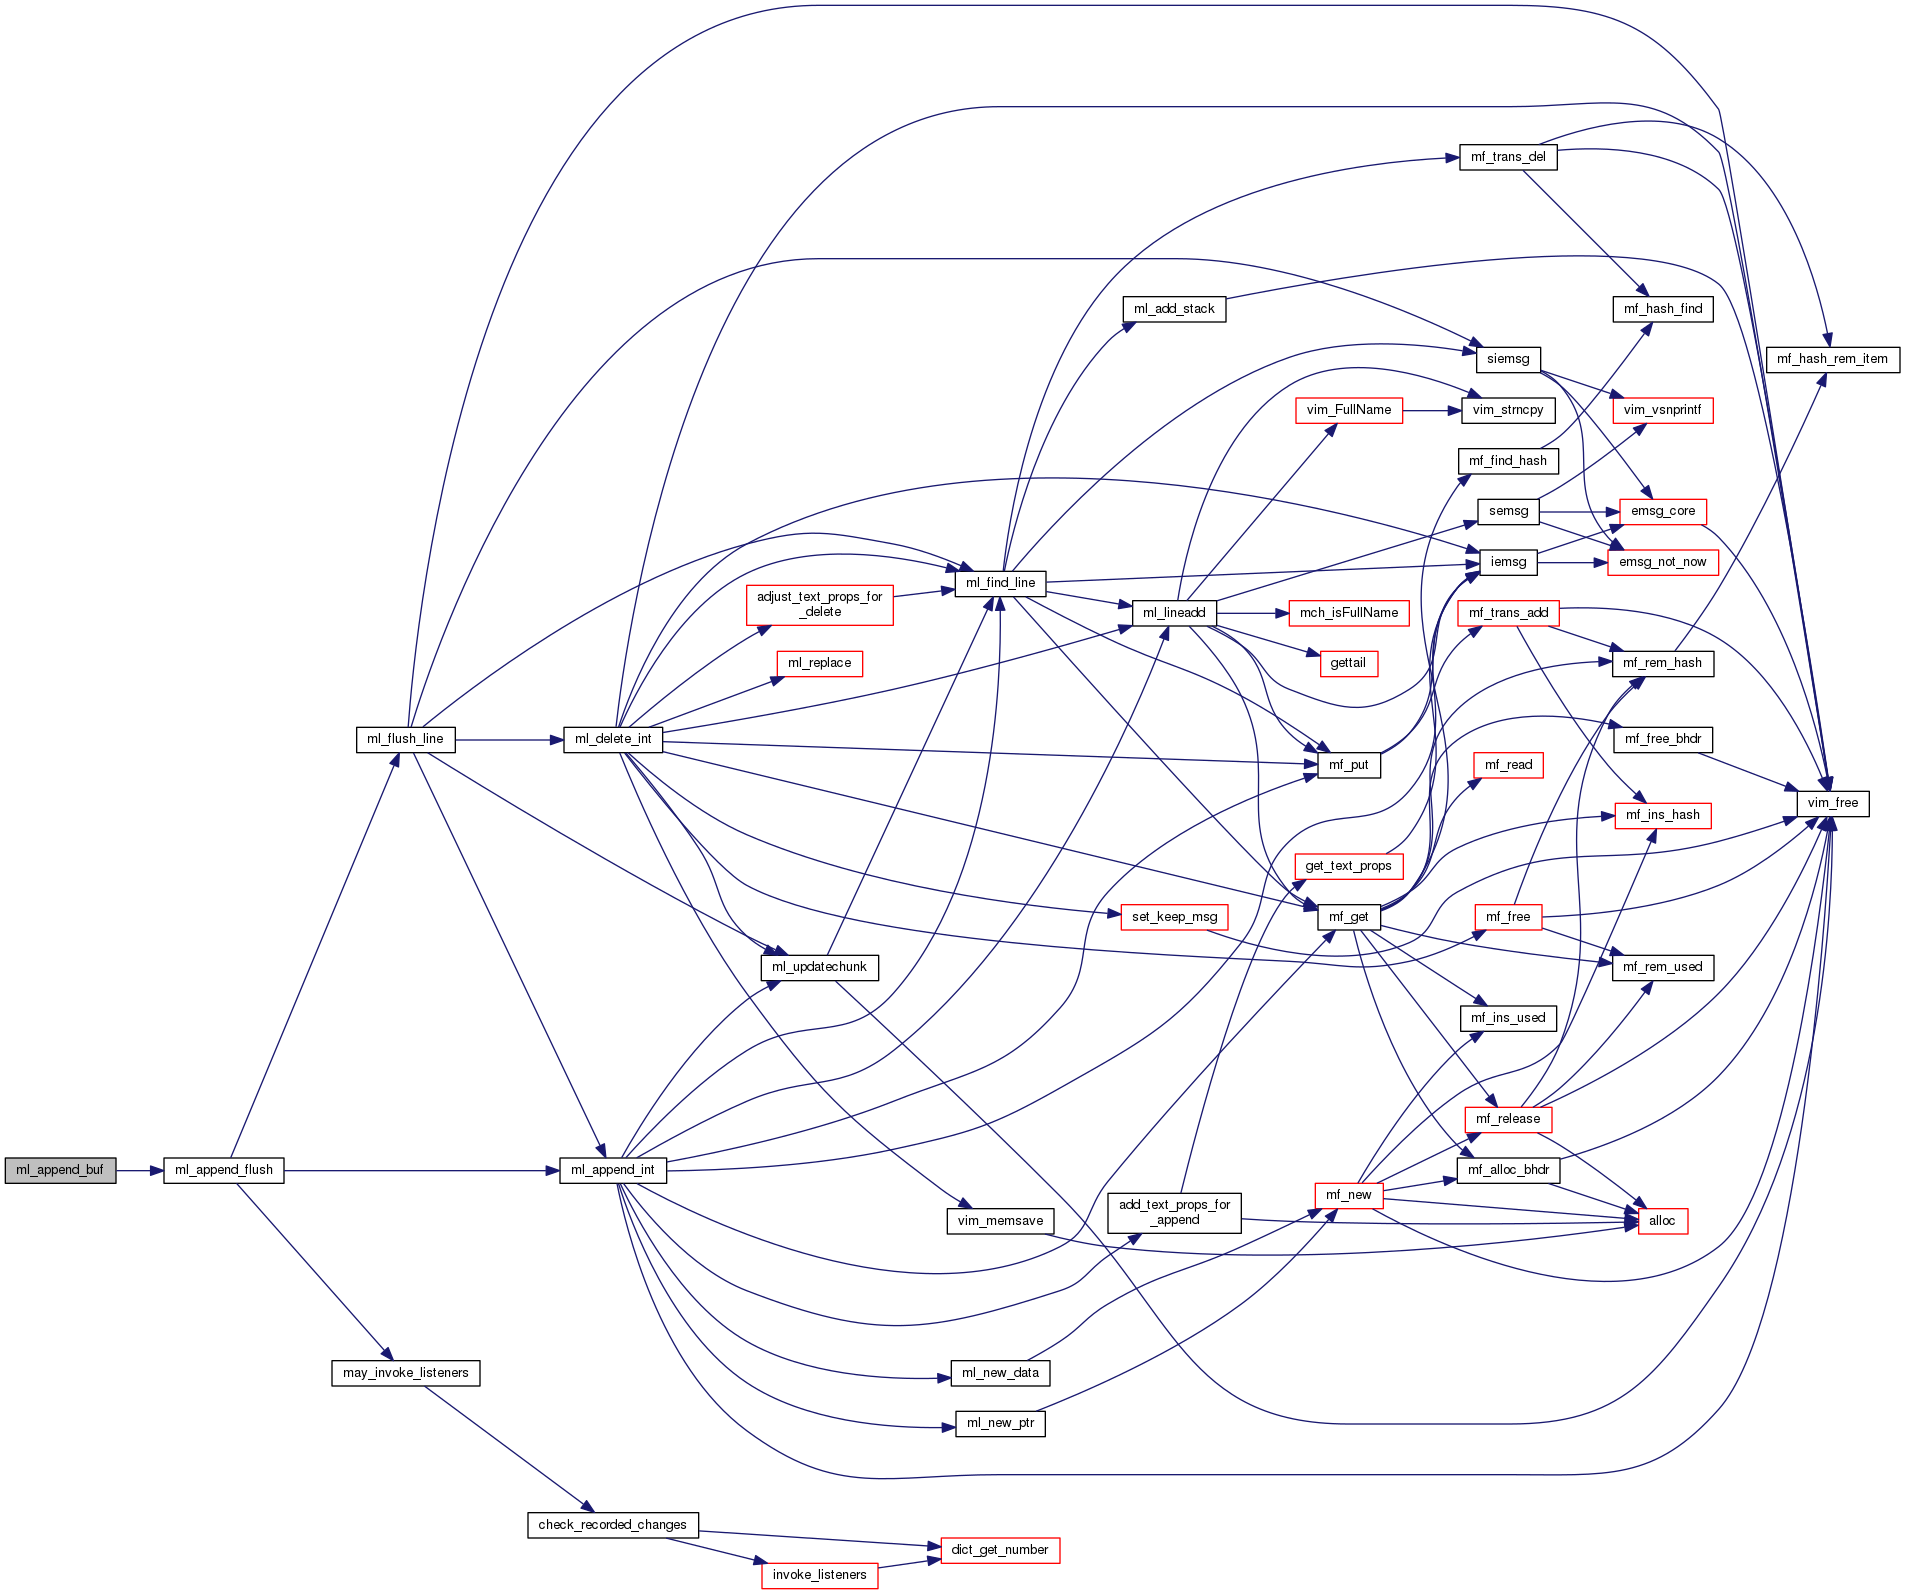 ml_append_buf
ml_append_flush
ml_flush_line
may_invoke_listeners
ml_delete_int
ml_append_int
check_recorded_changes
adjust_text_props_for
_delete
ml_replace
ml_updatechunk
invoke_listeners
ml_find_line
vim_memsave
ml_new_data
ml_new_ptr
dict_get_number
ml_add_stack
ml_lineadd
set_keep_msg
add_text_props_for
_append
vim_FullName
mch_isFullName
gettail
mf_put
get_text_props
mf_get
mf_new
mf_trans_del
siemsg
vim_strncpy
mf_find_hash
semsg
iemsg
mf_trans_add
mf_read
mf_free
mf_ins_used
mf_release
mf_alloc_bhdr
mf_hash_find
vim_vsnprintf
emsg_core
emsg_not_now
mf_rem_hash
mf_free_bhdr
mf_ins_hash
mf_rem_used
alloc
mf_hash_rem_item
vim_free